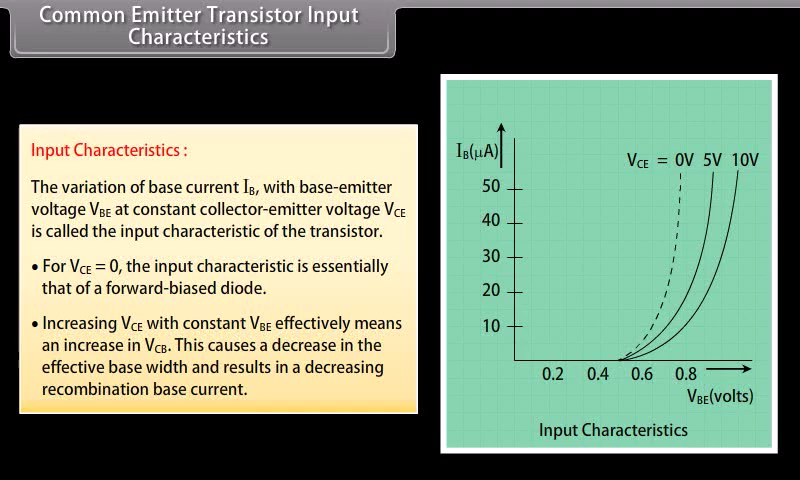 Common Emitter Transistor Input
Characteristics
Input Characteristics :
The variation of base current IB, with base-emitter
voltage VBE at constant collector-emitter voltage VCE
is called the input characteristic of the transistor.
• For VCE = 0, the input characteristic is essentially
that of a forward-biased diode.
• Increasing VCE with constant VBE effectively means
an increase in VCB. This causes a decrease in the
effective base width and results in a decreasing
recombination base current.
IB(μA)
VCE = 0V 5V 10V
50
40
30
20
10
0.2 0.4 0.6 0.8
VBE(volts)
Input Characteristics